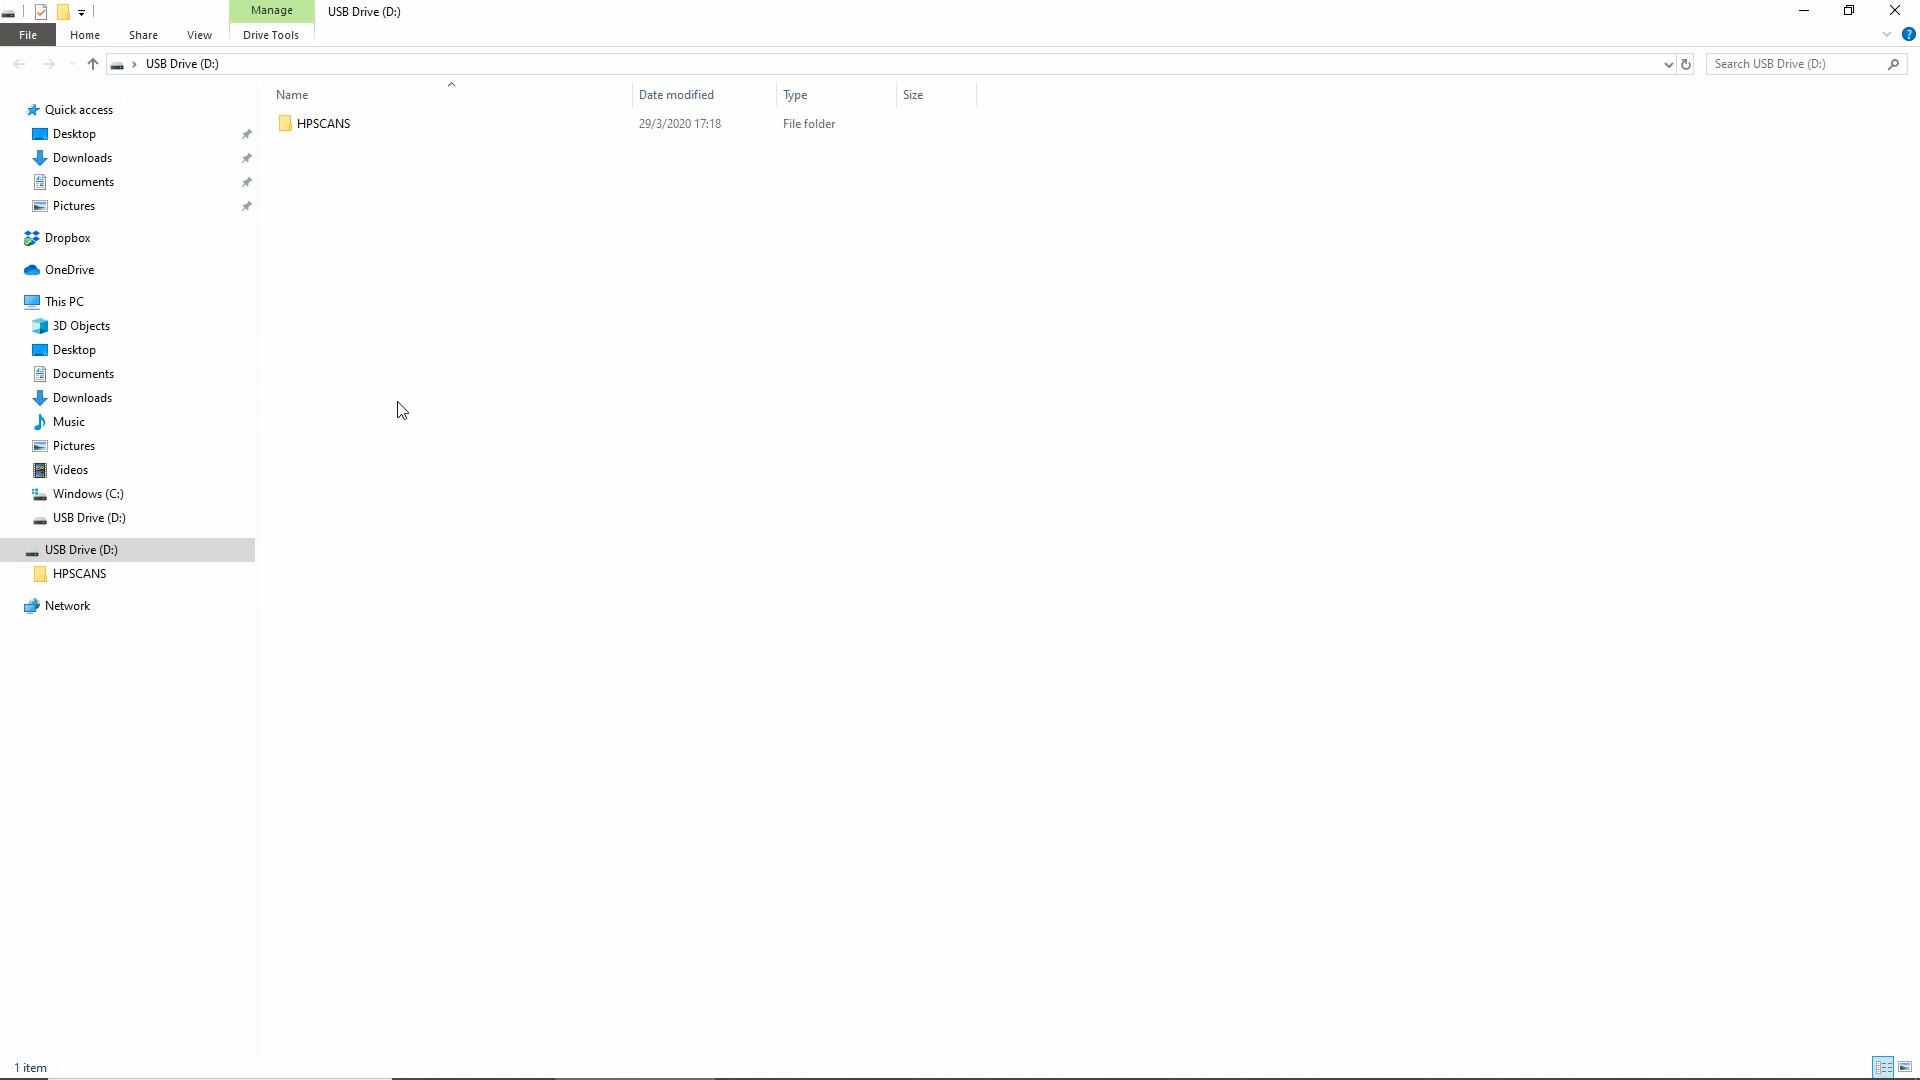 Manage
USB Drive (D:)
File
Home
Share
View
Drive Tools
?
USB Drive (D:)
Search USB Drive (D:)
Name
Date modified
Type
Size
HPSCANS
29/3/2020 17:18
File folder
Quick access
Desktop
Downloads
Documents
Pictures
Dropbox
OneDrive
This PC
3D Objects
Desktop
Documents
Downloads
Music
Pictures
Videos
Windows (C:)
USB Drive (D:)
USB Drive (D:)
HPSCANS
Network
1 item